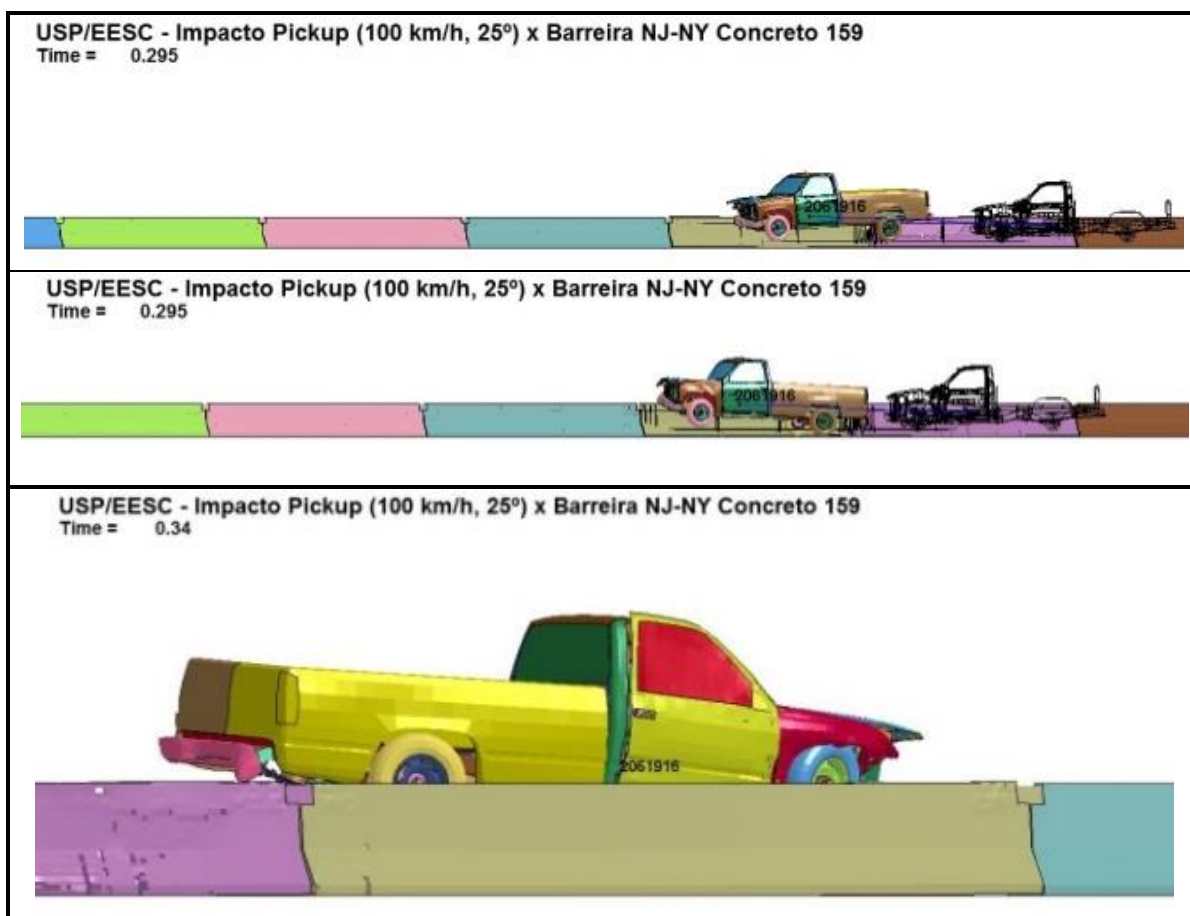 USP/EESC - Impacto Pickup (100 km/h, 25º) x Barreira NJ-NY Concreto 159
Time = 0.295
2061916
USP/EESC - Impacto Pickup (100 km/h, 25º) x Barreira NJ-NY Concreto 159
Time = 0.295
2061916
USP/EESC - Impacto Pickup (100 km/h, 25º) x Barreira NJ-NY Concreto 159
Time = 0.34
2061916